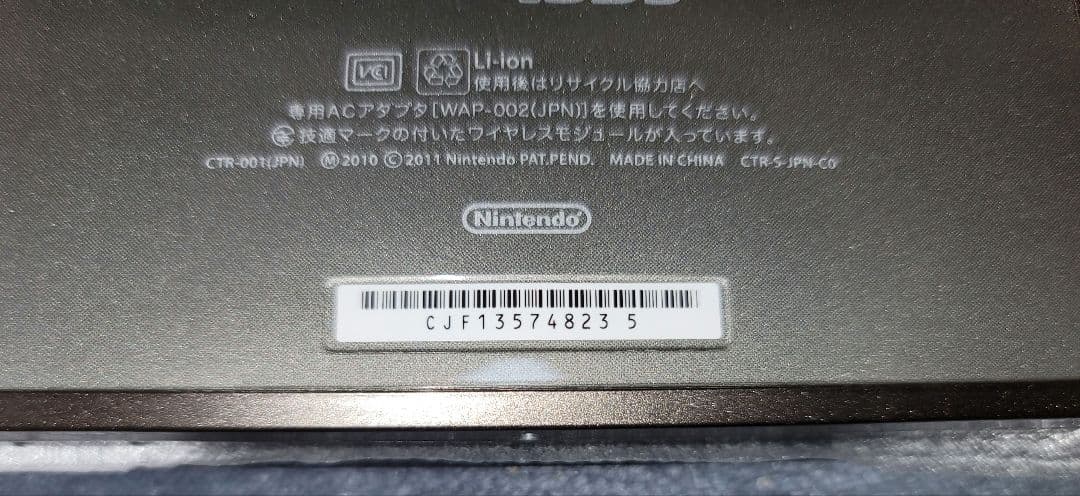 VCI
Li-ion
使用後はリサイクル協力店へ
専用ACアダプタ[WAP-002(JPN)]を使用してください。
技適マークの付いたワイヤレスモジュールが入っています。
CTR-001(JPN) Ⓜ2010 ©2011 Nintendo PAT.PEND. MADE IN CHINA CTR-S-JPN-C0
Nintendo
CJF13574823 5